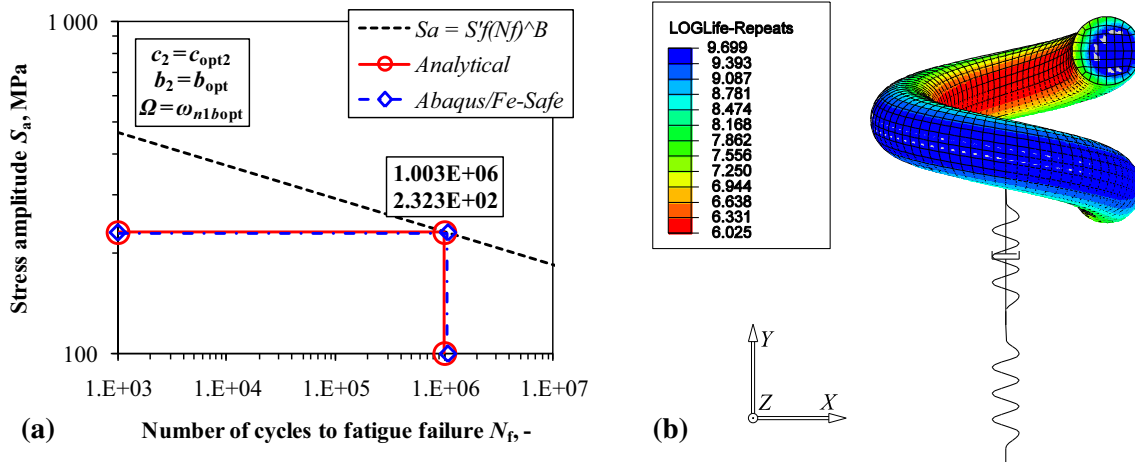 1 000
100
Stress amplitude Sa, MPa
c2 = copt2
b2 = bopt
Ω = ωn1bopt
Sa = S'f(Nf)^B
Analytical
Abaqus/Fe-Safe
1.003E+06
2.323E+02
1.E+03 1.E+04 1.E+05 1.E+06 1.E+07
(a) Number of cycles to fatigue failure Nf, -
LOGLife-Repeats
9.699
9.393
9.087
8.781
8.474
8.168
7.862
7.556
7.250
6.944
6.638
6.331
6.025
Y
Z X
(b)